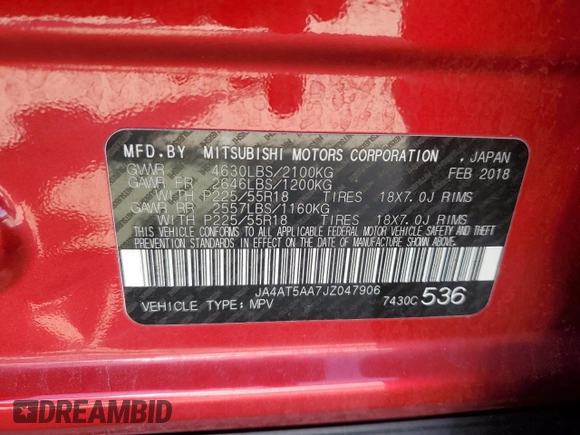 MFD.BY MITSUBISHI MOTORS CORPORATION , JAPAN
GVWR 4630LBS/2100KG FEB 2018
GAWR FR 2646LBS/1200KG
WITH P225/55R18 TIRES 18X7.0J RIMS
GAWR RR 2557LBS/1160KG
WITH P225/55R18 TIRES 18X7.0J RIMS
THIS VEHICLE CONFORMS TO ALL APPLICABLE FEDERAL MOTOR VEHICLE SAFETY AND THEFT
PREVENTION STANDARDS IN EFFECT ON THE DATE OF MANUFACTURE SHOWN ABOVE.
JA4AT5AA7JZ047906
VEHICLE TYPE: MPV 7430C 536
DREAMBID